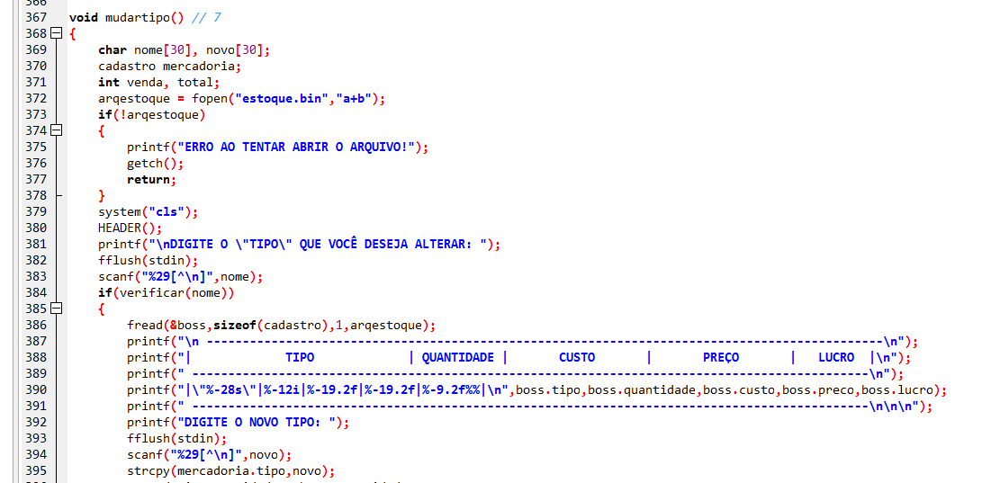 366
367 void mudartipo() // 7
368 {
369 char nome[30], novo[30];
370 cadastro mercadoria;
371 int venda, total;
372 arqestoque = fopen("estoque.bin","a+b");
373 if(!arqestoque)
374 {
375 printf("ERRO AO TENTAR ABRIR O ARQUIVO!");
376 getch();
377 return;
378 }
379 system("cls");
380 HEADER();
381 printf("\nDIGITE O \"TIPO\" QUE VOCÊ DESEJA ALTERAR: ");
382 fflush(stdin);
383 scanf("%29[^\n]",nome);
384 if(verificar(nome))
385 {
386 fread(&boss,sizeof(cadastro),1,arqestoque);
387 printf("\n ----------------------------------------------------------------------------------------------\n");
388 printf("|             TIPO             | QUANTIDADE |       CUSTO       |       PREÇO       |   LUCRO  |\n");
389 printf(" ----------------------------------------------------------------------------------------------\n");
390 printf("|\"%-28s\"|%-12i|%-19.2f|%-19.2f|%-9.2f%%|\n",boss.tipo,boss.quantidade,boss.custo,boss.preco,boss.lucro);
391 printf(" ----------------------------------------------------------------------------------------------\n\n\n");
392 printf("DIGITE O NOVO TIPO: ");
393 fflush(stdin);
394 scanf("%29[^\n]",novo);
395 strcpy(mercadoria.tipo,novo);